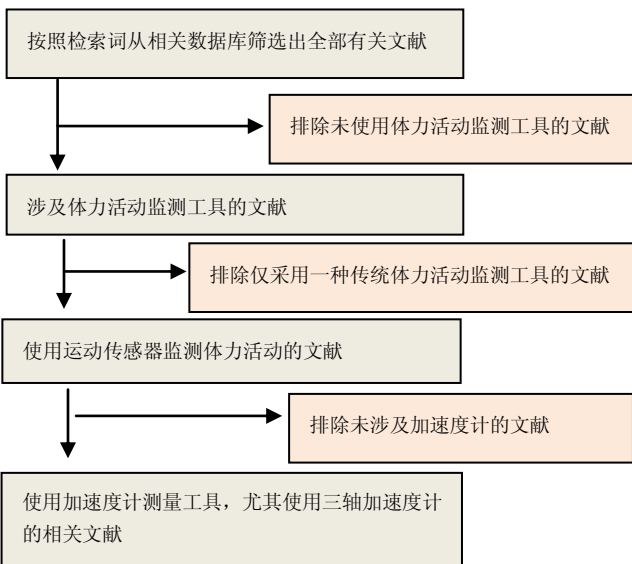 按照检索词从相关数据库筛选出全部有关文献
排除未使用体力活动监测工具的文献
涉及体力活动监测工具的文献
排除仅采用一种传统体力活动监测工具的文献
使用运动传感器监测体力活动的文献
排除未涉及加速度计的文献
使用加速度计测量工具，尤其使用三轴加速度计
的相关文献